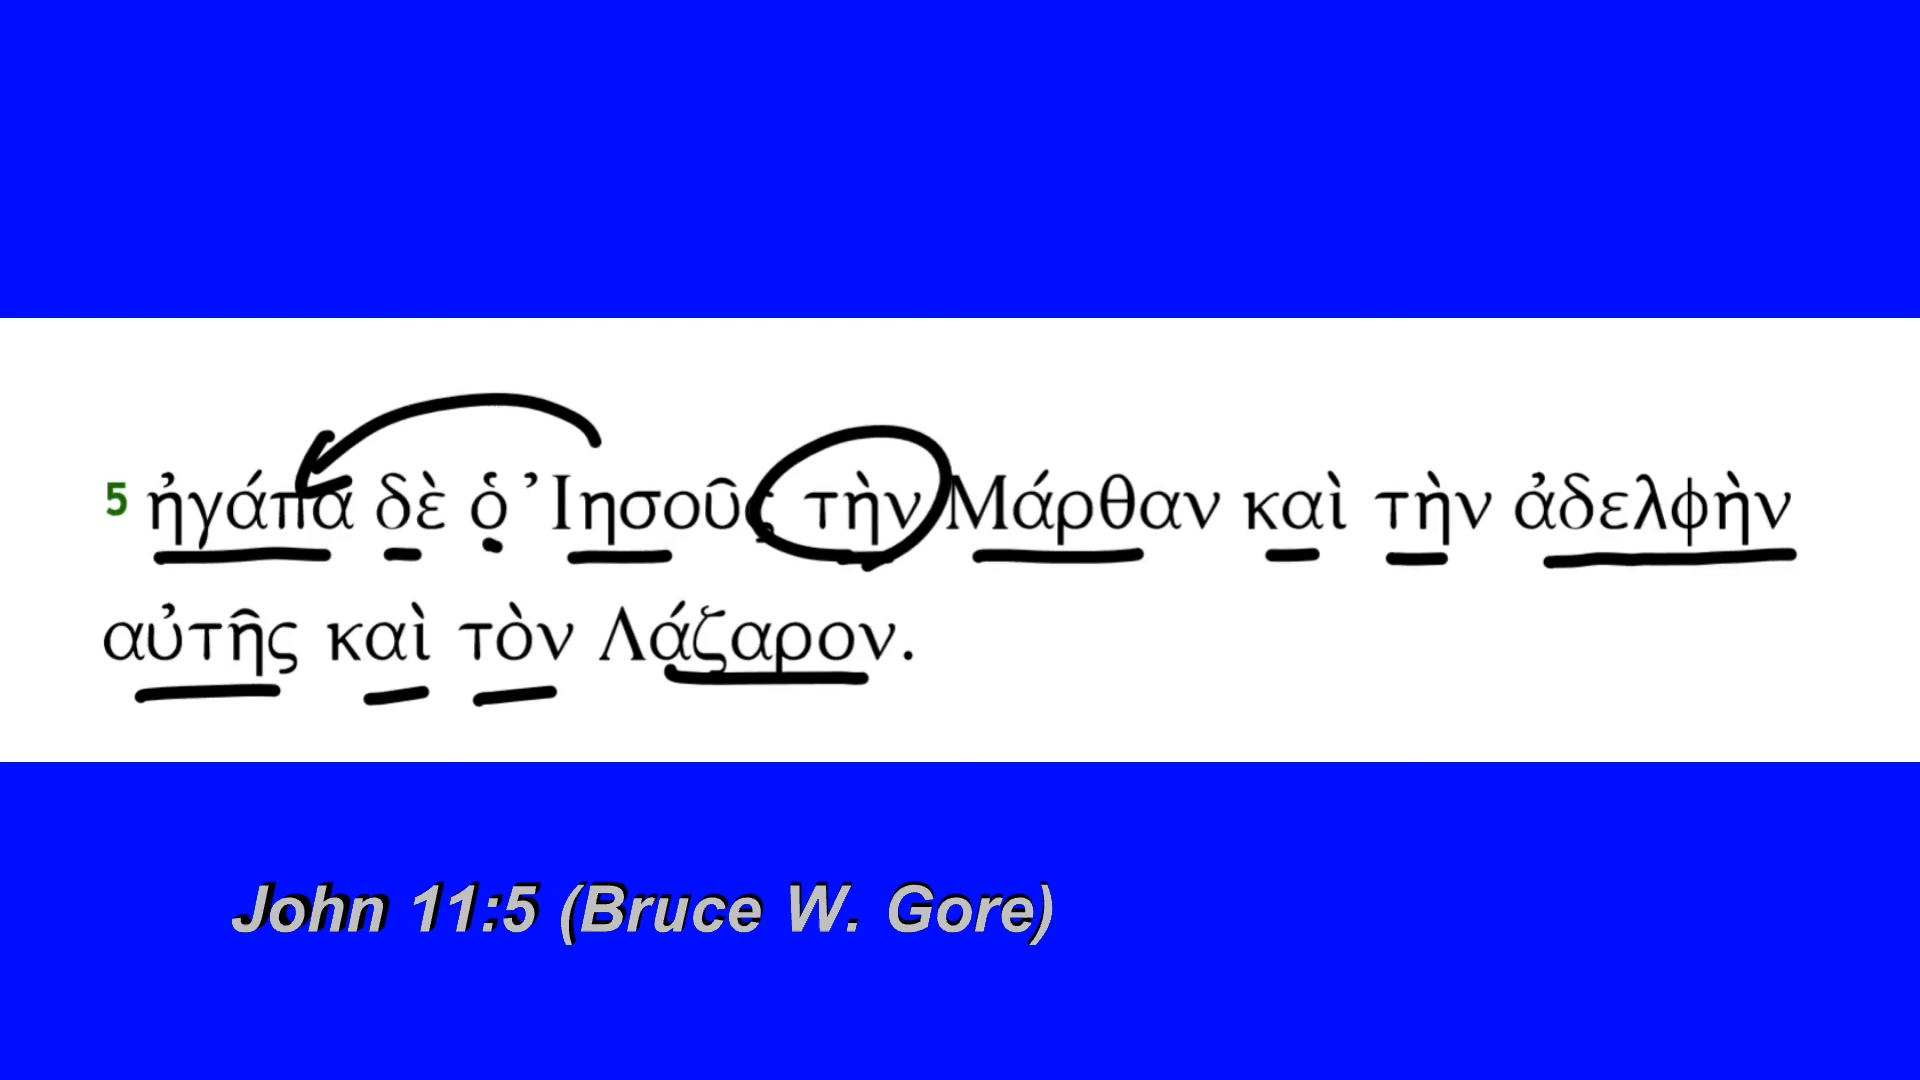 5 ἠγάπα δὲ ὁ Ἰησοῦς τὴν Μάρθαν καὶ τὴν ἀδελφὴν
αὐτῆς καὶ τὸν Λάζαρον.
John 11:5 (Bruce W. Gore)